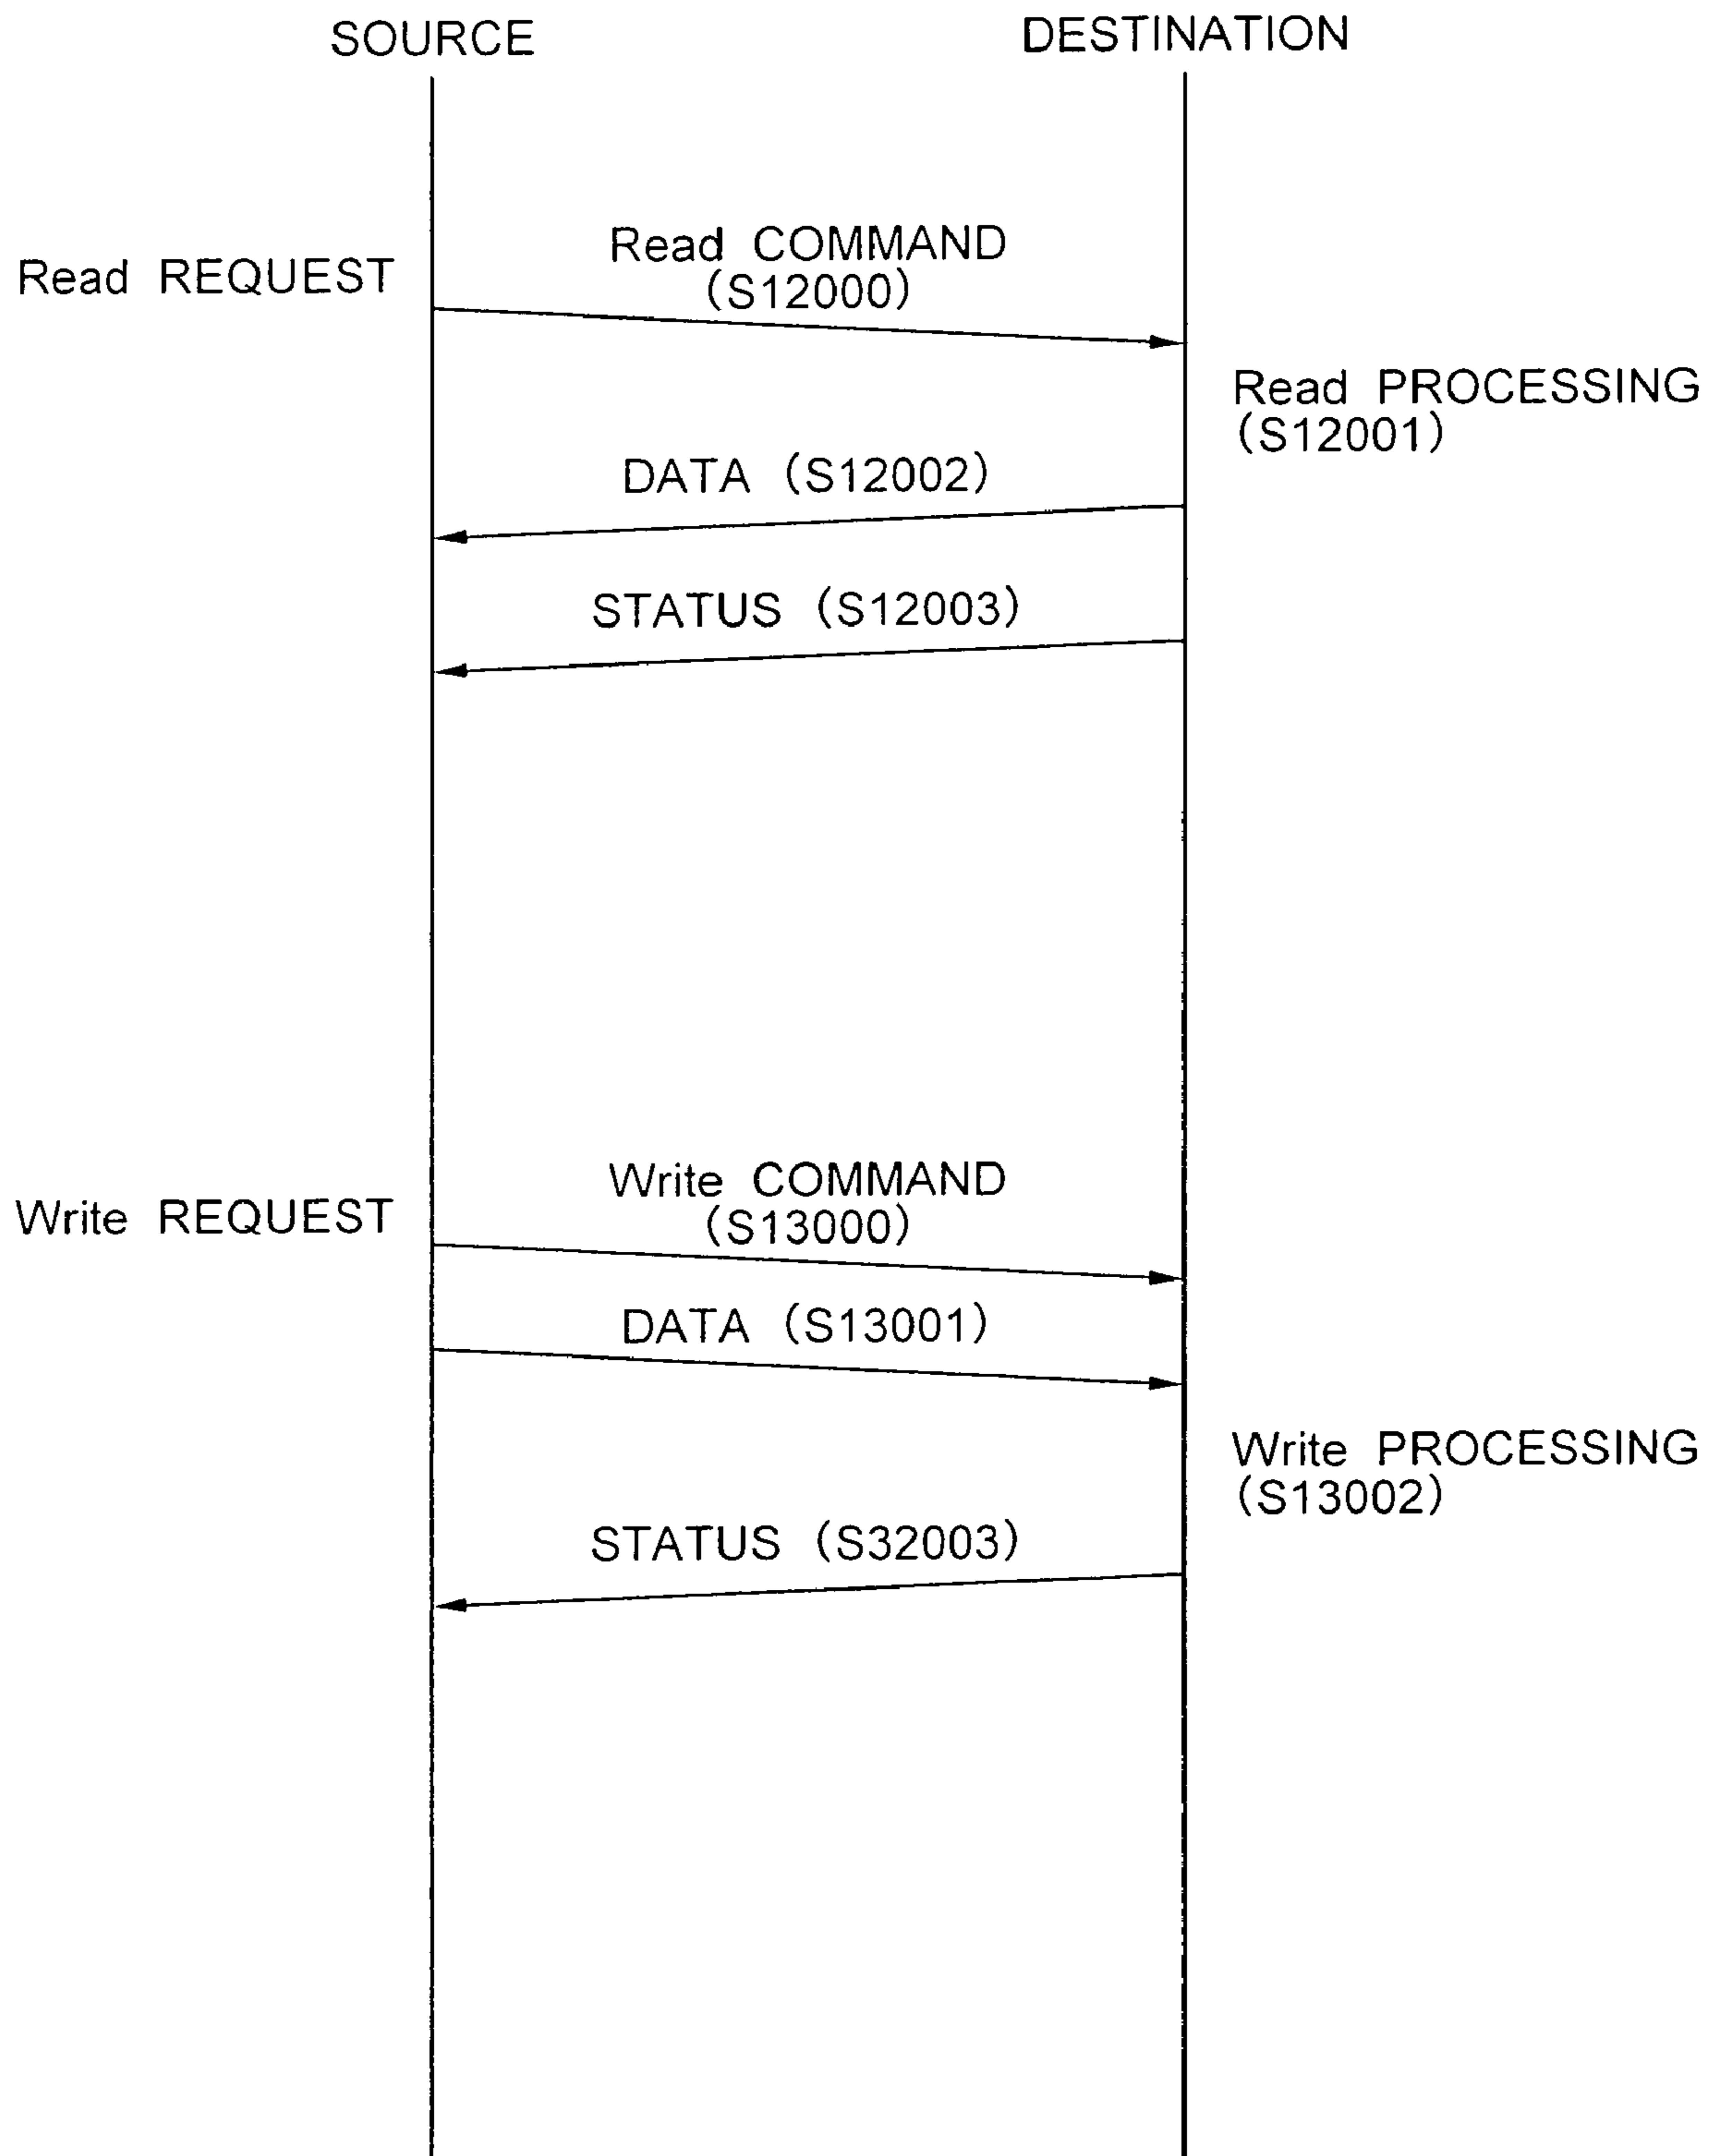 SOURCE
DESTINATION
Read REQUEST
Read COMMAND
(S12000)
Read PROCESSING
(S12001)
DATA (S12002)
STATUS (S12003)
Write REQUEST
Write COMMAND
(S13000)
DATA (S13001)
Write PROCESSING
(S13002)
STATUS (S32003)